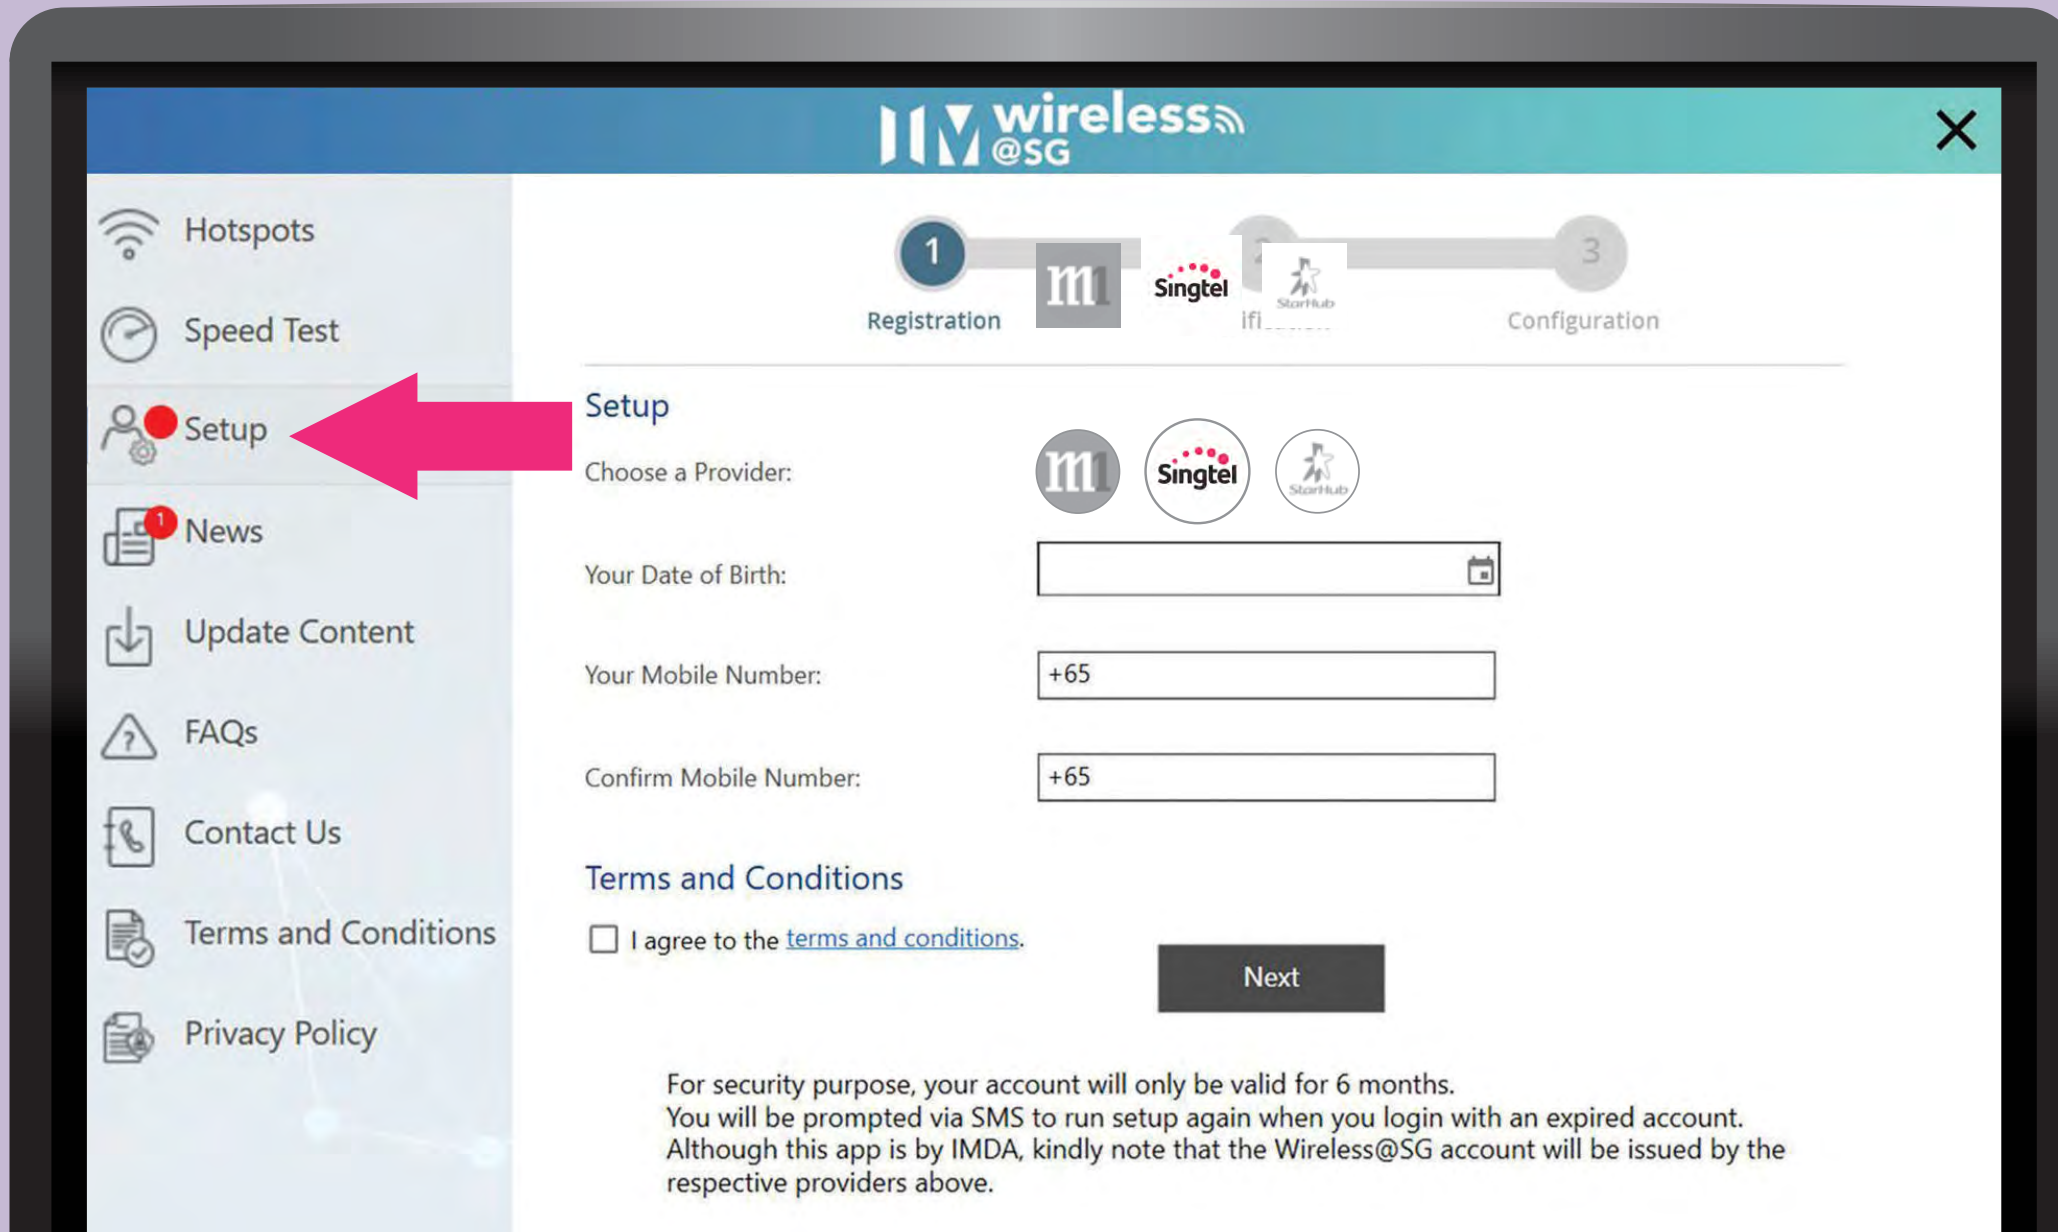 wireless
@SG
Hotspots
Speed Test
Setup
1
News
Update Content
FAQs
Contact Us
Terms and Conditions
Privacy Policy
1
3
m1
Singtel
StarHub
Registration
Configuration
Setup
Choose a Provider:
m1
Singtel
StarHub
Your Date of Birth:
Your Mobile Number:
+65
Confirm Mobile Number:
+65
Terms and Conditions
I agree to the terms and conditions.
Next
For security purpose, your account will only be valid for 6 months.
You will be prompted via SMS to run setup again when you login with an expired account.
Although this app is by IMDA, kindly note that the Wireless@SG account will be issued by the
respective providers above.